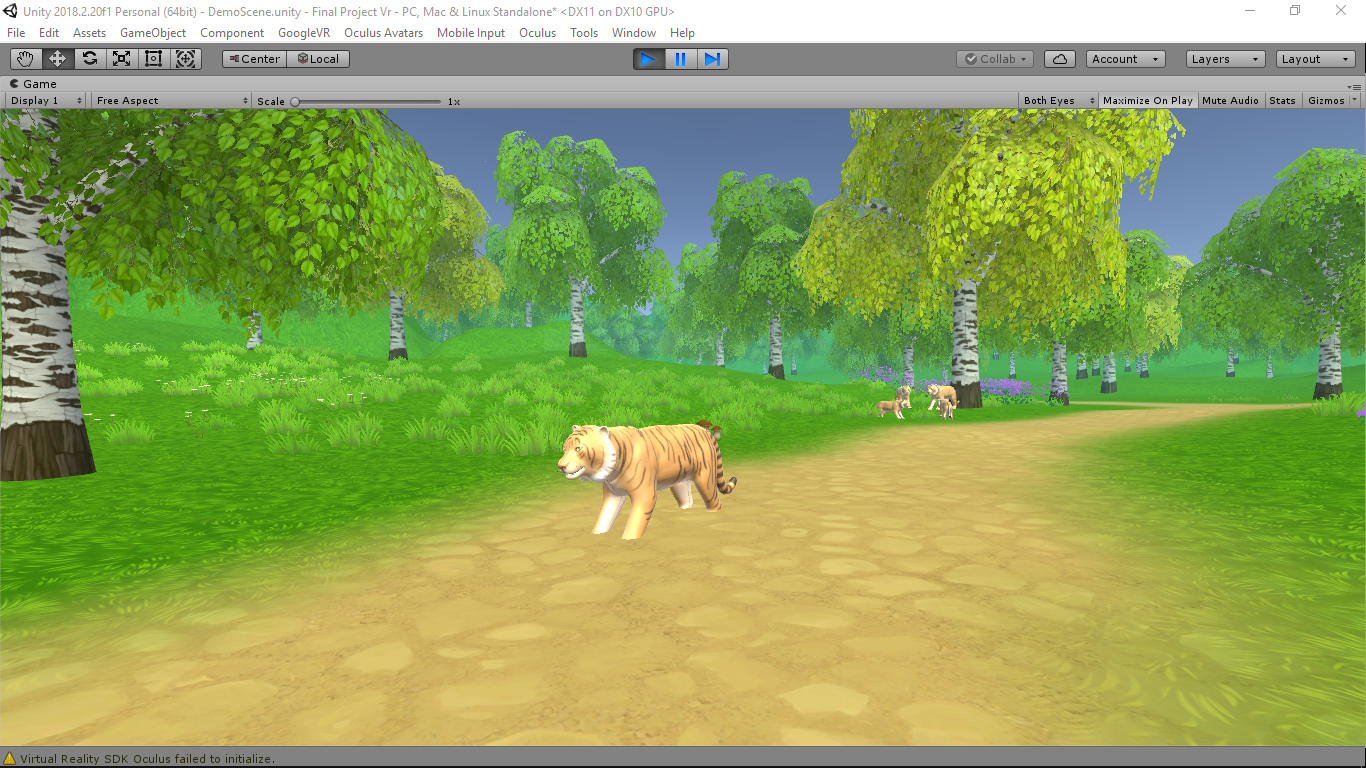 Unity 2018.2.20f1 Personal (64bit) - DemoScene.unity - Final Project Vr - PC, Mac & Linux Standalone* <DX11 on DX10 GPU>
File Edit Assets GameObject Component GoogleVR Oculus Avatars Mobile Input Oculus Tools Window Help
Center Local Collab Account Layers Layout
Game
Display 1 Free Aspect Scale 1x Both Eyes Maximize On Play Mute Audio Stats Gizmos
Virtual Reality SDK Oculus failed to initialize.